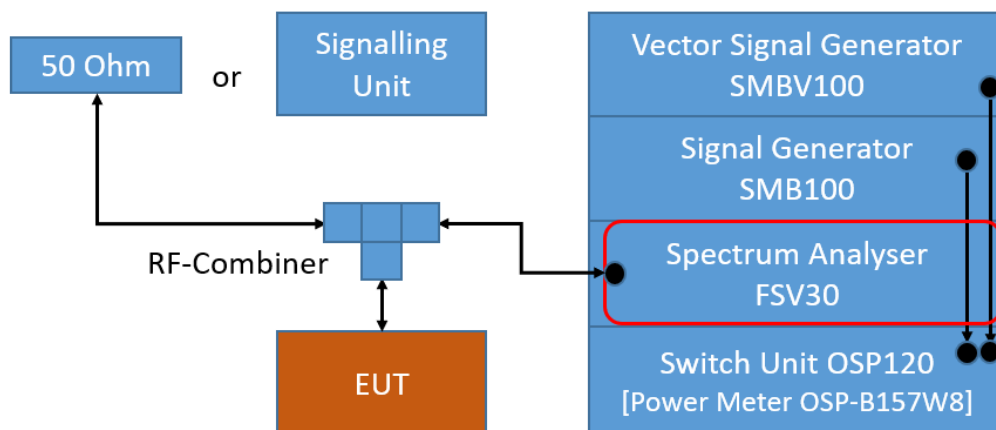 50 Ohm
or
Signalling
Unit
RF-Combiner
EUT
Vector Signal Generator
SMBV100
Signal Generator
SMB100
Spectrum Analyser
FSV30
Switch Unit OSP120
[Power Meter OSP-B157W8]